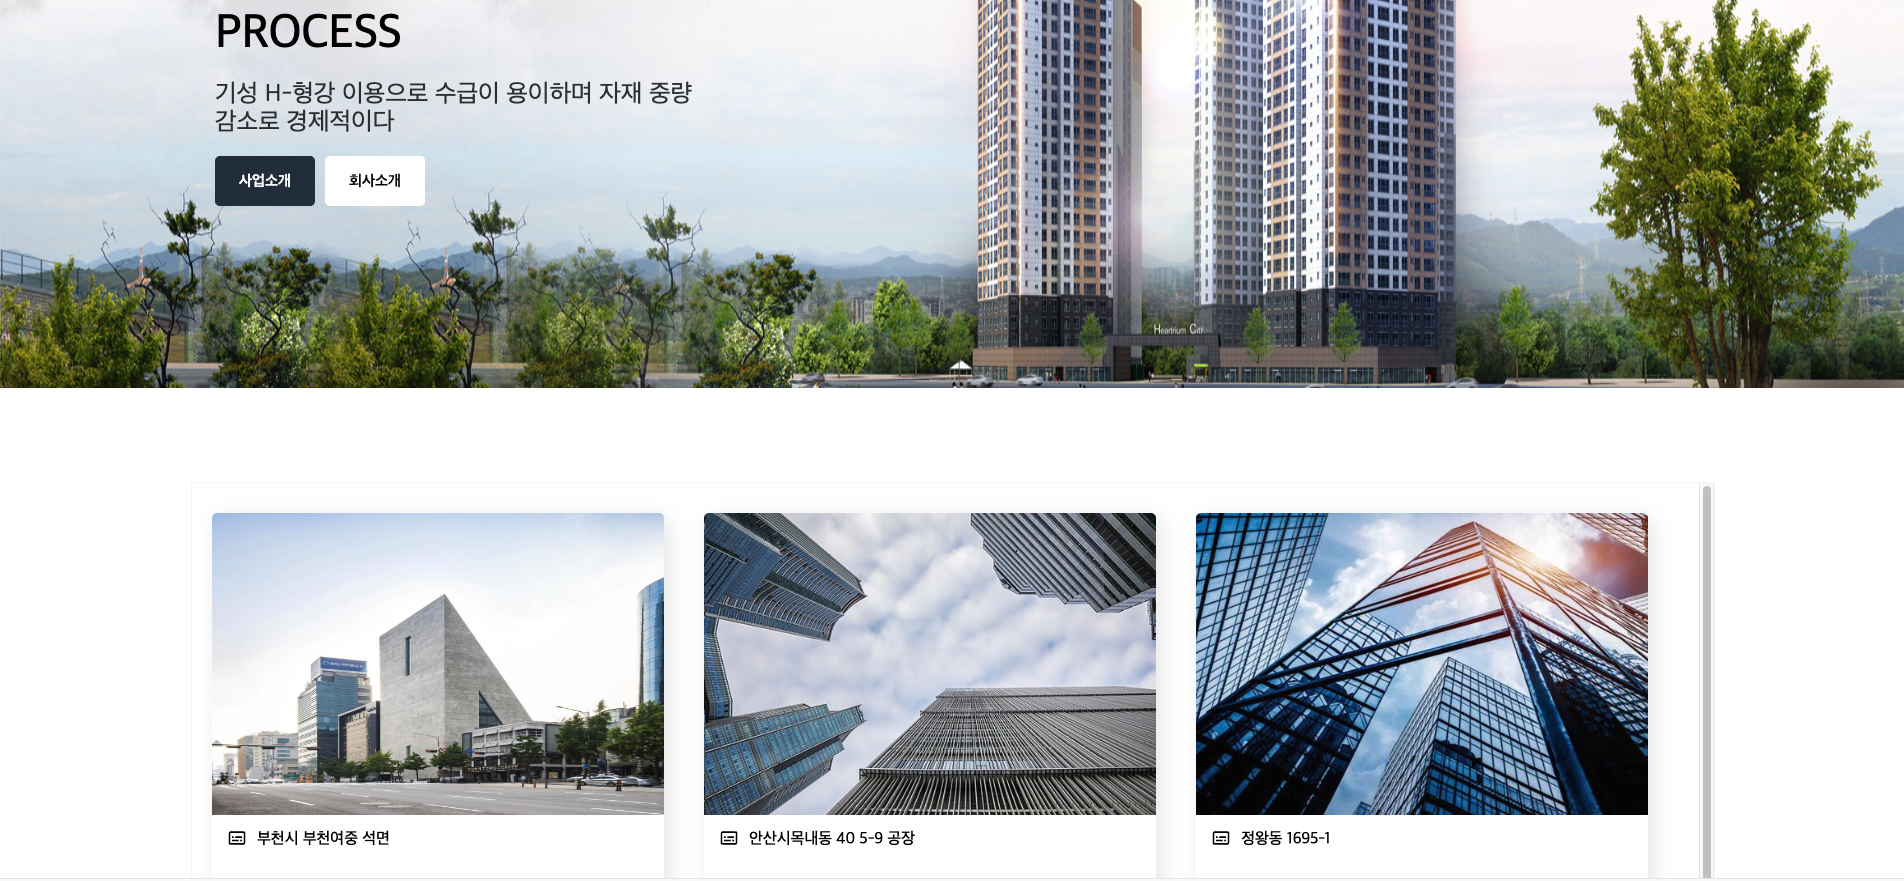 PROCESS
기성 H-형강 이용으로 수급이 용이하며 자재 중량
감소로 경제적이다
사업소개
회사소개
Heartrium City
부천시 부천여중 석면
안산시목내동 40 5-9 공장
정왕동 1695-1